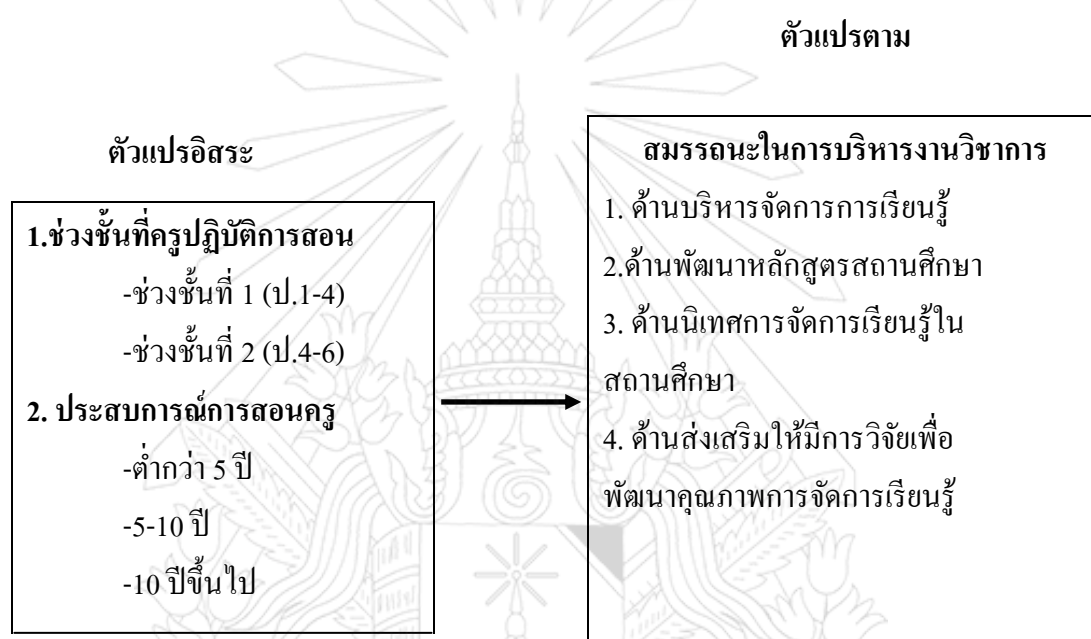 ตัวแปรตาม
ตัวแปรอิสระ
1.ช่วงชั้นที่ครูปฏิบัติการสอน
-ช่วงชั้นที่ 1 (ป.1-4)
-ช่วงชั้นที่ 2 (ป.4-6)
2. ประสบการณ์การสอนครู
-ต่ำกว่า 5 ปี
-5-10 ปี
-10 ปีขึ้นไป
สมรรถนะในการบริหารงานวิชาการ
1. ด้านบริหารจัดการการเรียนรู้
2.ด้านพัฒนาหลักสูตรสถานศึกษา
3. ด้านนิเทศการจัดการเรียนรู้ใน
สถานศึกษา
4. ด้านส่งเสริมให้มีการวิจัยเพื่อ
พัฒนาคุณภาพการจัดการเรียนรู้